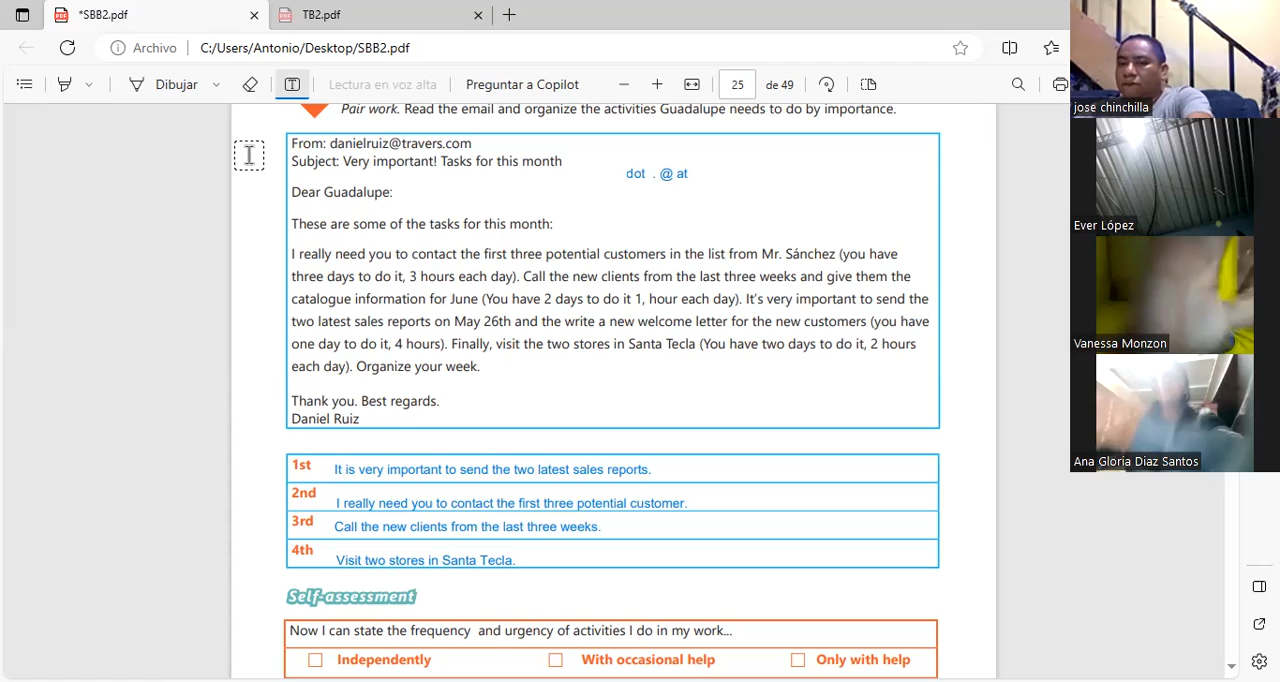 *SBB2.pdf
TB2.pdf
Archivo
C:/Users/Antonio/Desktop/SBB2.pdf
Dibujar
Lectura en voz alta
Preguntar a Copilot
25
de 49
Pair work. Read the email and organize the activities Guadalupe needs to do by importance.
From: danielruiz@travers.com
Subject: Very important! Tasks for this month
dot . @ at
Dear Guadalupe:
These are some of the tasks for this month:
I really need you to contact the first three potential customers in the list from Mr. Sánchez (you have
three days to do it, 3 hours each day). Call the new clients from the last three weeks and give them the
catalogue information for June (You have 2 days to do it 1, hour each day). It's very important to send the
two latest sales reports on May 26th and the write a new welcome letter for the new customers (you have
one day to do it, 4 hours). Finally, visit the two stores in Santa Tecla (You have two days to do it, 2 hours
each day). Organize your week.
Thank you. Best regards.
Daniel Ruiz
1st It is very important to send the two latest sales reports.
2nd I really need you to contact the first three potential customer.
3rd Call the new clients from the last three weeks.
4th Visit two stores in Santa Tecla.
Self-assessment
Now I can state the frequency and urgency of activities I do in my work...
Independently
With occasional help
Only with help
jose chinchilla
Ever López
Vanessa Monzon
Ana Gloria Diaz Santos